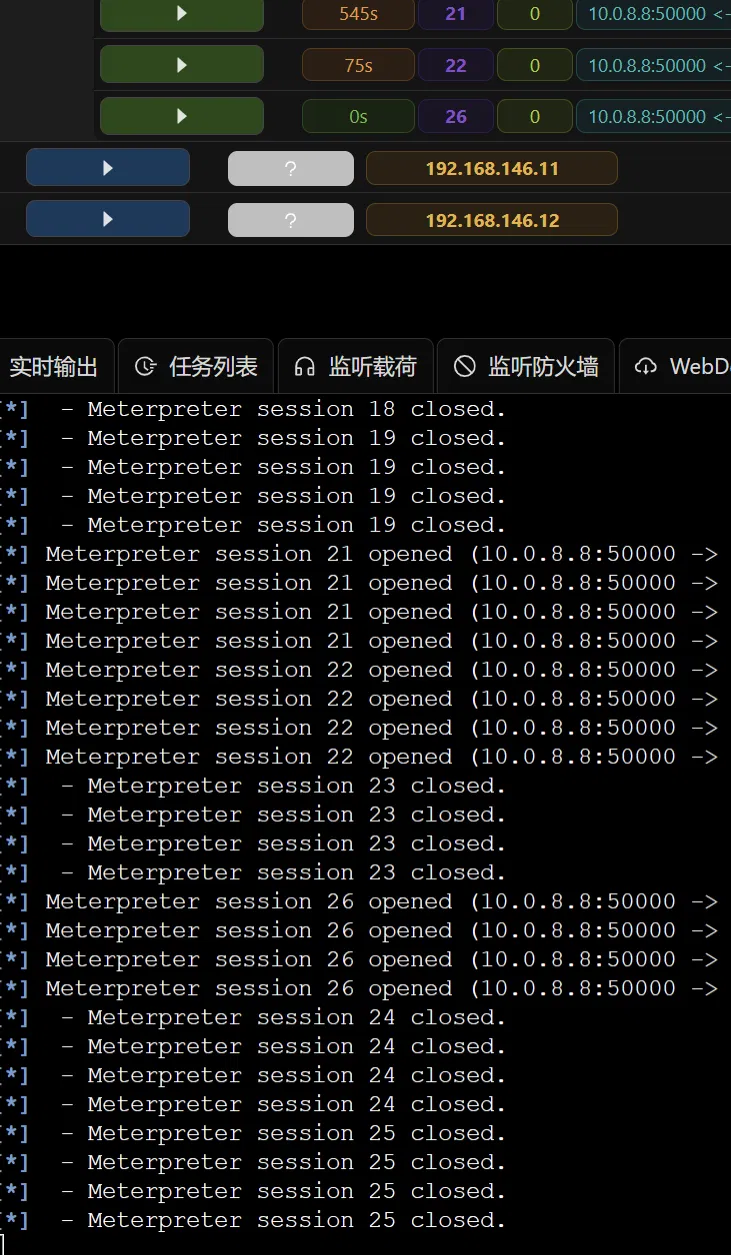 545s 21 0 10.0.8.8:50000 <-
75s 22 0 10.0.8.8:50000 <-
0s 26 0 10.0.8.8:50000 <-
? 192.168.146.11
? 192.168.146.12
实时输出 任务列表 监听载荷 监听防火墙 WebDe
[*]  - Meterpreter session 18 closed.
[*]  - Meterpreter session 19 closed.
[*]  - Meterpreter session 19 closed.
[*]  - Meterpreter session 19 closed.
[*]  - Meterpreter session 19 closed.
[*] Meterpreter session 21 opened (10.0.8.8:50000 ->
[*] Meterpreter session 21 opened (10.0.8.8:50000 ->
[*] Meterpreter session 21 opened (10.0.8.8:50000 ->
[*] Meterpreter session 21 opened (10.0.8.8:50000 ->
[*] Meterpreter session 22 opened (10.0.8.8:50000 ->
[*] Meterpreter session 22 opened (10.0.8.8:50000 ->
[*] Meterpreter session 22 opened (10.0.8.8:50000 ->
[*] Meterpreter session 22 opened (10.0.8.8:50000 ->
[*]  - Meterpreter session 23 closed.
[*]  - Meterpreter session 23 closed.
[*]  - Meterpreter session 23 closed.
[*]  - Meterpreter session 23 closed.
[*] Meterpreter session 26 opened (10.0.8.8:50000 ->
[*] Meterpreter session 26 opened (10.0.8.8:50000 ->
[*] Meterpreter session 26 opened (10.0.8.8:50000 ->
[*] Meterpreter session 26 opened (10.0.8.8:50000 ->
[*]  - Meterpreter session 24 closed.
[*]  - Meterpreter session 24 closed.
[*]  - Meterpreter session 24 closed.
[*]  - Meterpreter session 24 closed.
[*]  - Meterpreter session 25 closed.
[*]  - Meterpreter session 25 closed.
[*]  - Meterpreter session 25 closed.
[*]  - Meterpreter session 25 closed.